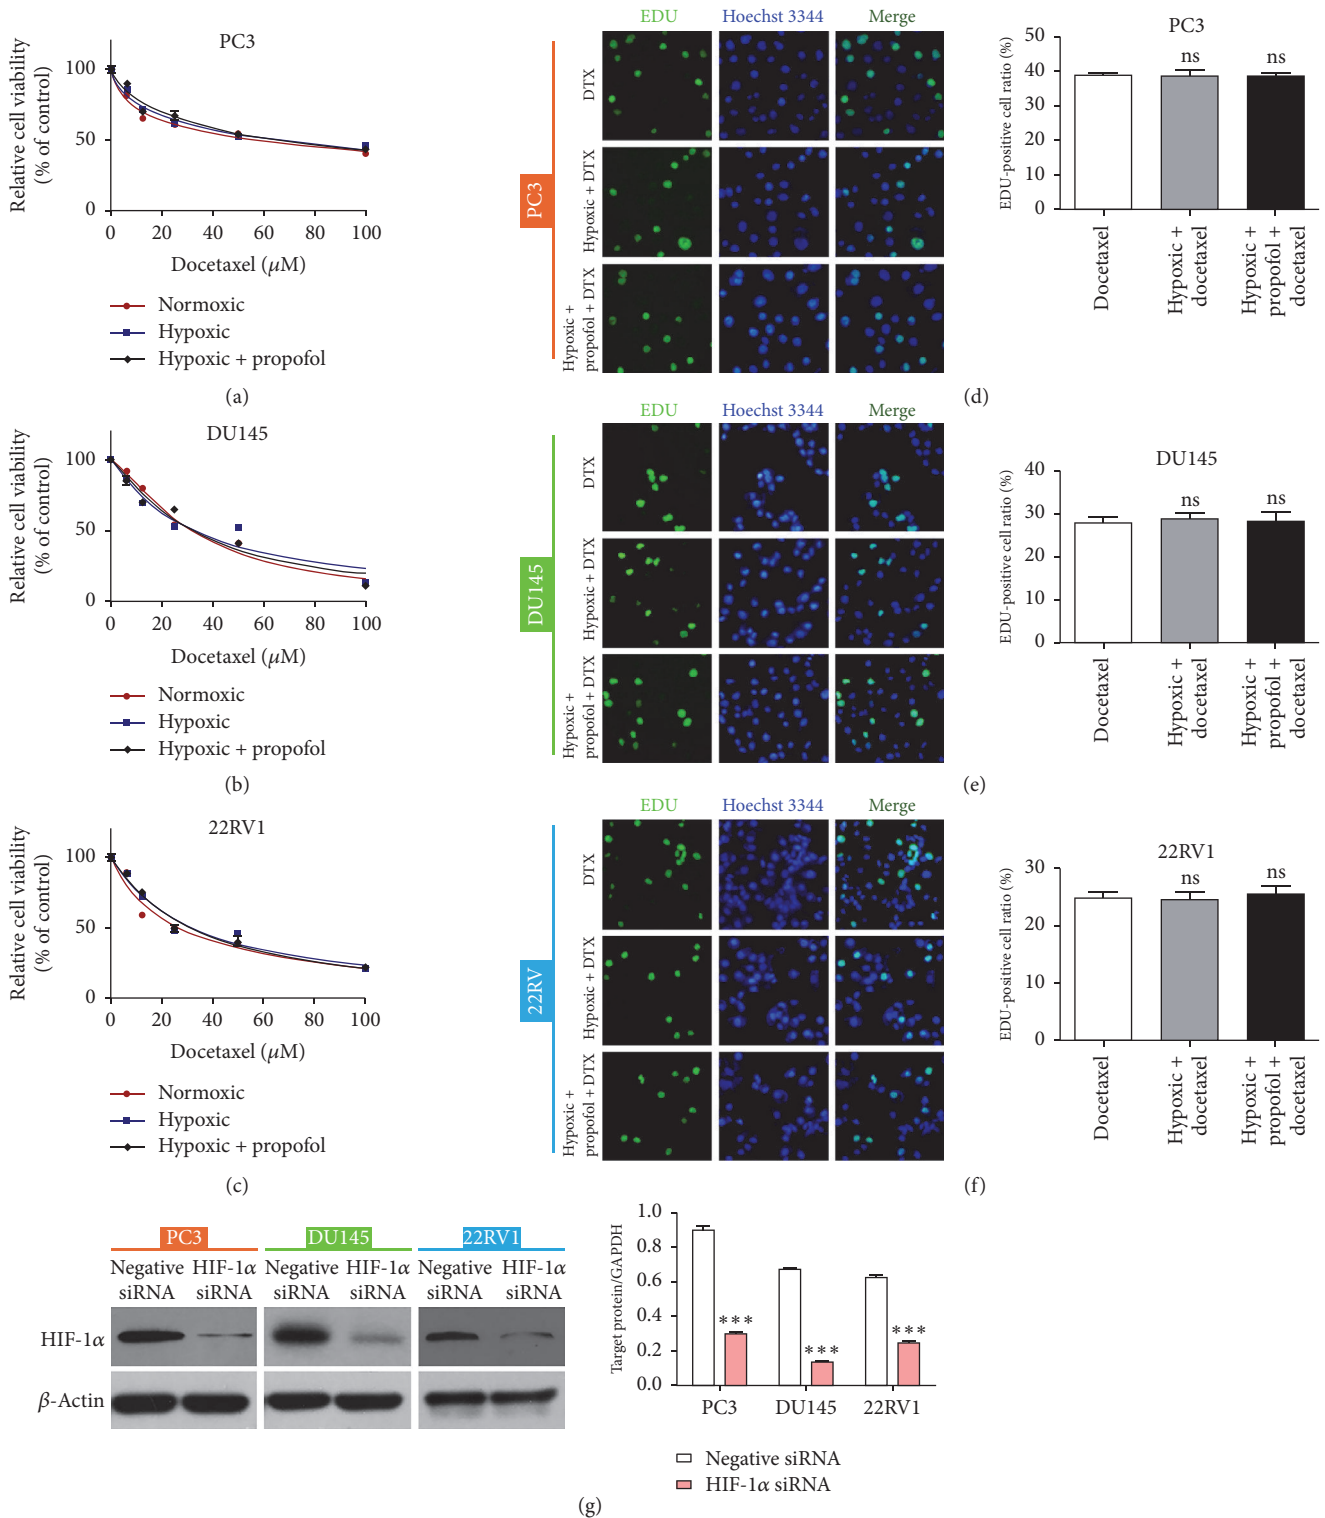 PC3
Relative cell viability
(% of control)
100
50
0
0 20 40 60 80 100
Docetaxel (μM)
Normoxic
Hypoxic
Hypoxic + propofol
(a)
PC3
EDU Hoechst 3344 Merge
DTX
Hypoxic + DTX
Hypoxic +
propofol + DTX
PC3
EDU-positive cell ratio (%)
50
40
30
20
10
0
ns
ns
Docetaxel
Hypoxic +
docetaxel
Hypoxic +
propofol +
docetaxel
(d)
DU145
Relative cell viability
(% of control)
100
50
0
0 20 40 60 80 100
Docetaxel (μM)
Normoxic
Hypoxic
Hypoxic + propofol
(b)
DU145
EDU Hoechst 3344 Merge
DTX
Hypoxic + DTX
Hypoxic +
propofol + DTX
DU145
EDU-positive cell ratio (%)
40
30
20
10
0
ns
ns
Docetaxel
Hypoxic +
docetaxel
Hypoxic +
propofol +
docetaxel
(e)
22RV1
Relative cell viability
(% of control)
100
50
0
0 20 40 60 80 100
Docetaxel (μM)
Normoxic
Hypoxic
Hypoxic + propofol
(c)
22RV
EDU Hoechst 3344 Merge
DTX
Hypoxic + DTX
Hypoxic +
propofol + DTX
22RV1
EDU-positive cell ratio (%)
30
20
10
0
ns
ns
Docetaxel
Hypoxic +
docetaxel
Hypoxic +
propofol +
docetaxel
(f)
PC3 DU145 22RV1
Negative HIF-1α Negative HIF-1α Negative HIF-1α
siRNA siRNA siRNA siRNA siRNA siRNA
HIF-1α
β-Actin
Target protein/GAPDH
1.0
0.8
0.6
0.4
0.2
0.0
***
***
***
PC3 DU145 22RV1
Negative siRNA
HIF-1α siRNA
(g)